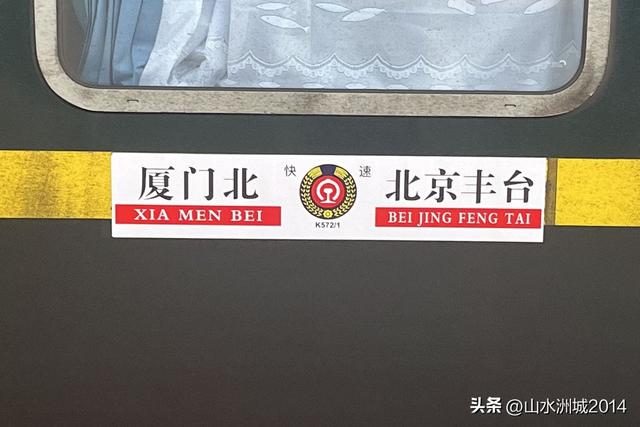 厦门北
XIA MEN BEI
快 速
K572/1
北京丰台
BEI JING FENG TAI
头条 @山水洲城2014